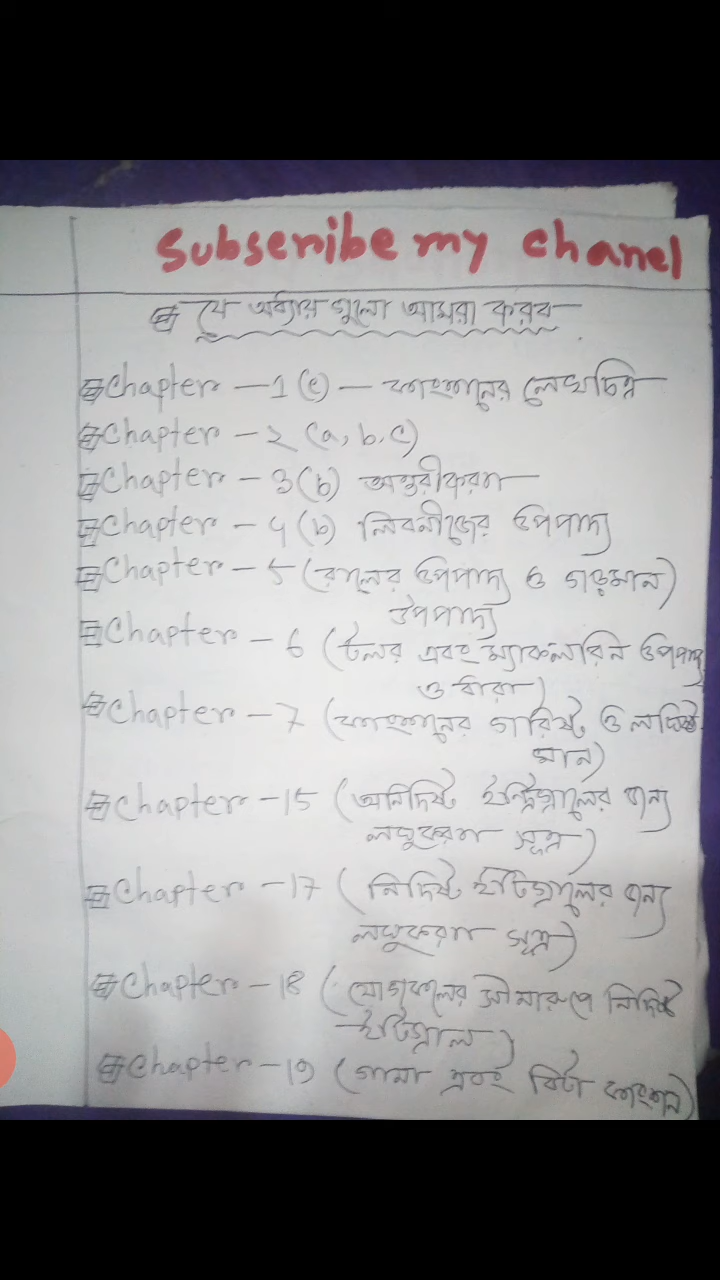 Subscribe my chanel
যে অধ্যায় গুলো আমরা করব
Chapter - 1(e) - ফাংশনের লেখচিত্র
Chapter - 2 (a, b, c)
Chapter - 3(b) অন্তরীকরণ
Chapter - 4 (b) লিবনীজের উপপাদ্য
Chapter - 5 (রোলের উপপাদ্য ও গড়মান)
উপপাদ্য
Chapter - 6 (টেলর এবং ম্যাকলরিন উপপাদ্য
ও ধারা)
Chapter - 7 (ফাংশনের গরিষ্ট ও লঘিষ্ট
মান)
Chapter - 15 (অনির্দিষ্ট ইন্ট্রিগ্রালের জন্য
লঘুকরণ সূত্র)
Chapter - 17 (নির্দিষ্ট ইন্টিগ্রালের জন্য
লঘুকরণ সূত্র)
Chapter - 18 (যোগফলের সীমারুপে নির্দিষ্ট
ইন্টিগ্রাল)
Chapter - 19 (গামা এবং বিটা ফাংশন)